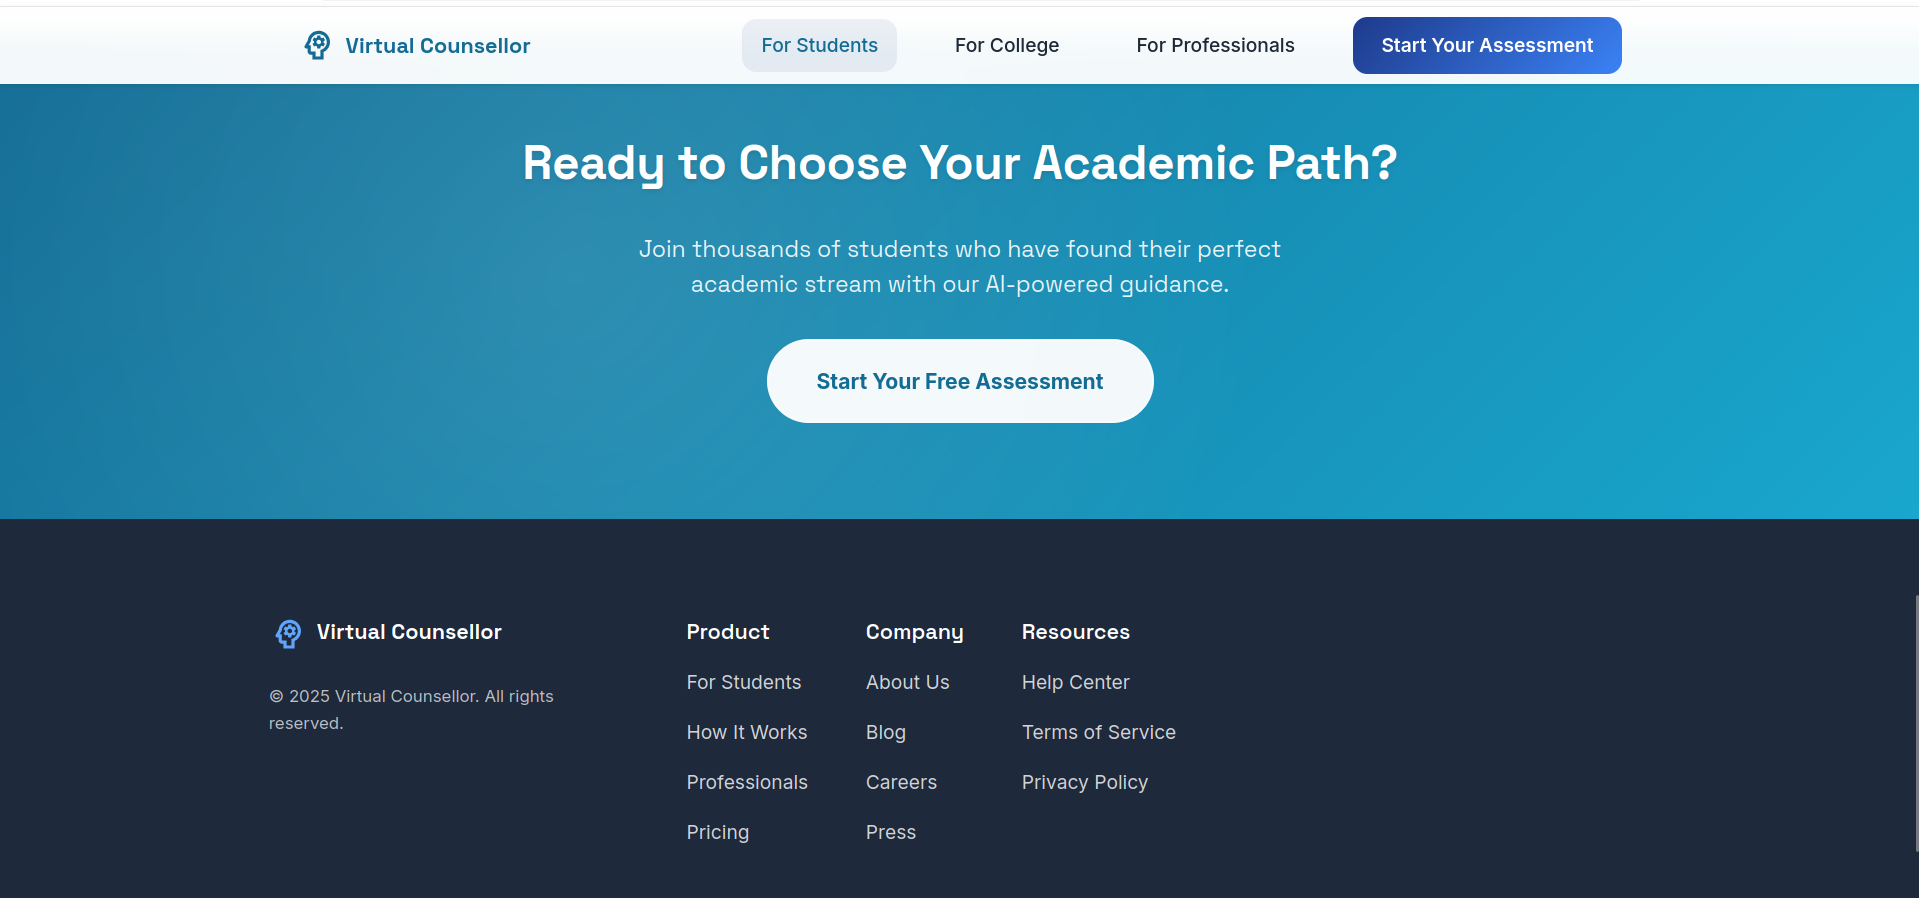 Virtual Counsellor
For Students
For College
For Professionals
Start Your Assessment
Ready to Choose Your Academic Path?
Join thousands of students who have found their perfect
academic stream with our AI-powered guidance.
Start Your Free Assessment
Virtual Counsellor
© 2025 Virtual Counsellor. All rights
reserved.
Product
For Students
How It Works
Professionals
Pricing
Company
About Us
Blog
Careers
Press
Resources
Help Center
Terms of Service
Privacy Policy